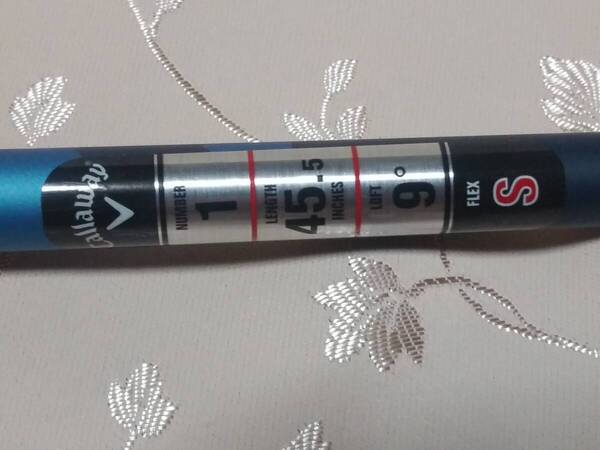 Callaway®
NUMBER
1
LENGTH
45.5
INCHES
LOFT
9°
FLEX
S